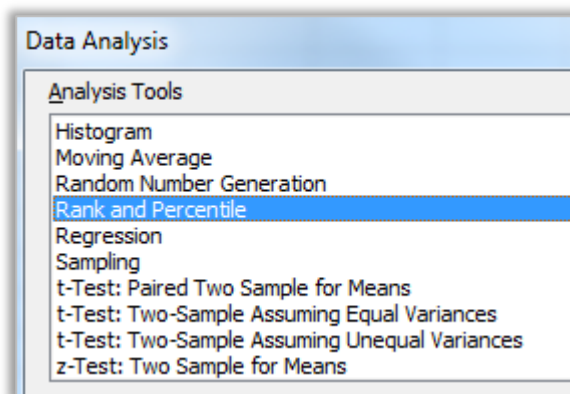 Data Analysis
Analysis Tools
Histogram
Moving Average
Random Number Generation
Rank and Percentile
Regression
Sampling
t-Test: Paired Two Sample for Means
t-Test: Two-Sample Assuming Equal Variances
t-Test: Two-Sample Assuming Unequal Variances
z-Test: Two Sample for Means